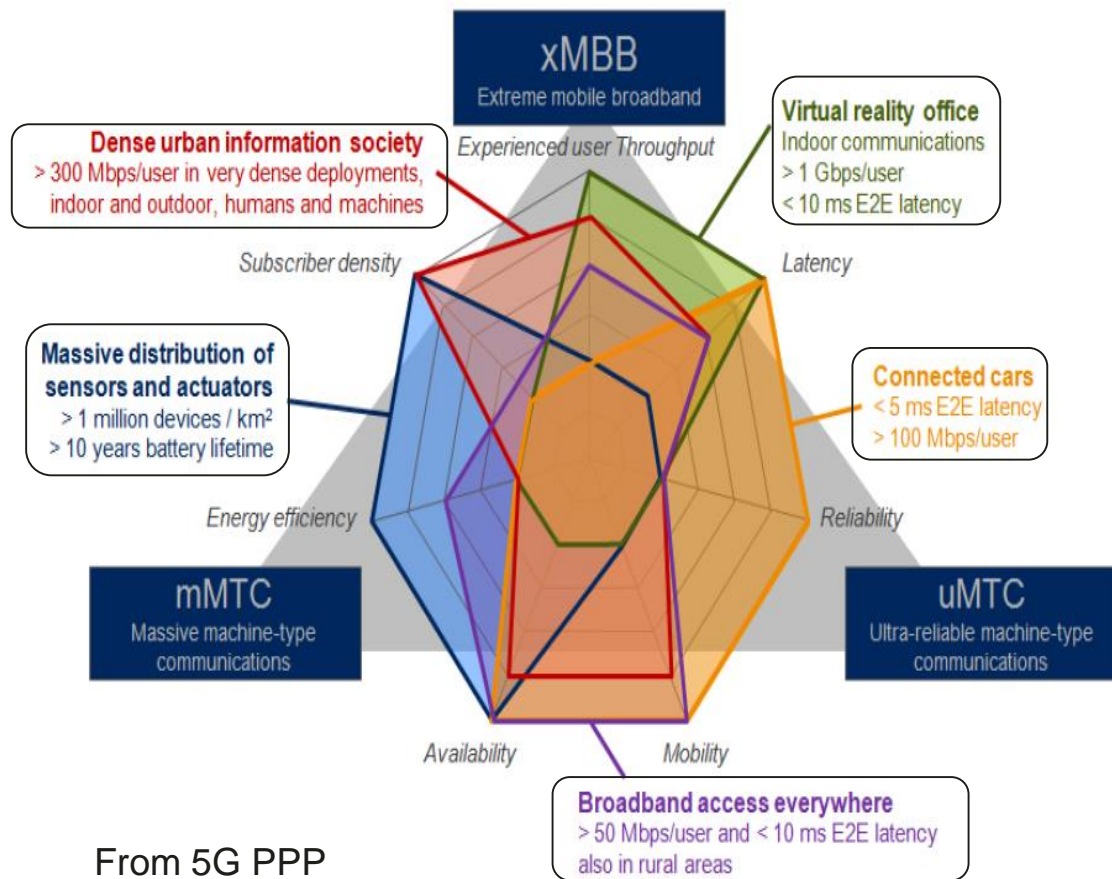 xMBB
Extreme mobile broadband
Virtual reality office
Indoor communications
> 1 Gbps/user
< 10 ms E2E latency
Dense urban information society
> 300 Mbps/user in very dense deployments,
indoor and outdoor, humans and machines
Experienced user Throughput
Subscriber density
Latency
Massive distribution of
sensors and actuators
> 1 million devices / km²
> 10 years battery lifetime
Connected cars
< 5 ms E2E latency
> 100 Mbps/user
Energy efficiency
Reliability
mMTC
Massive machine-type
communications
uMTC
Ultra-reliable machine-type
communications
Availability
Mobility
Broadband access everywhere
> 50 Mbps/user and < 10 ms E2E latency
also in rural areas
From 5G PPP